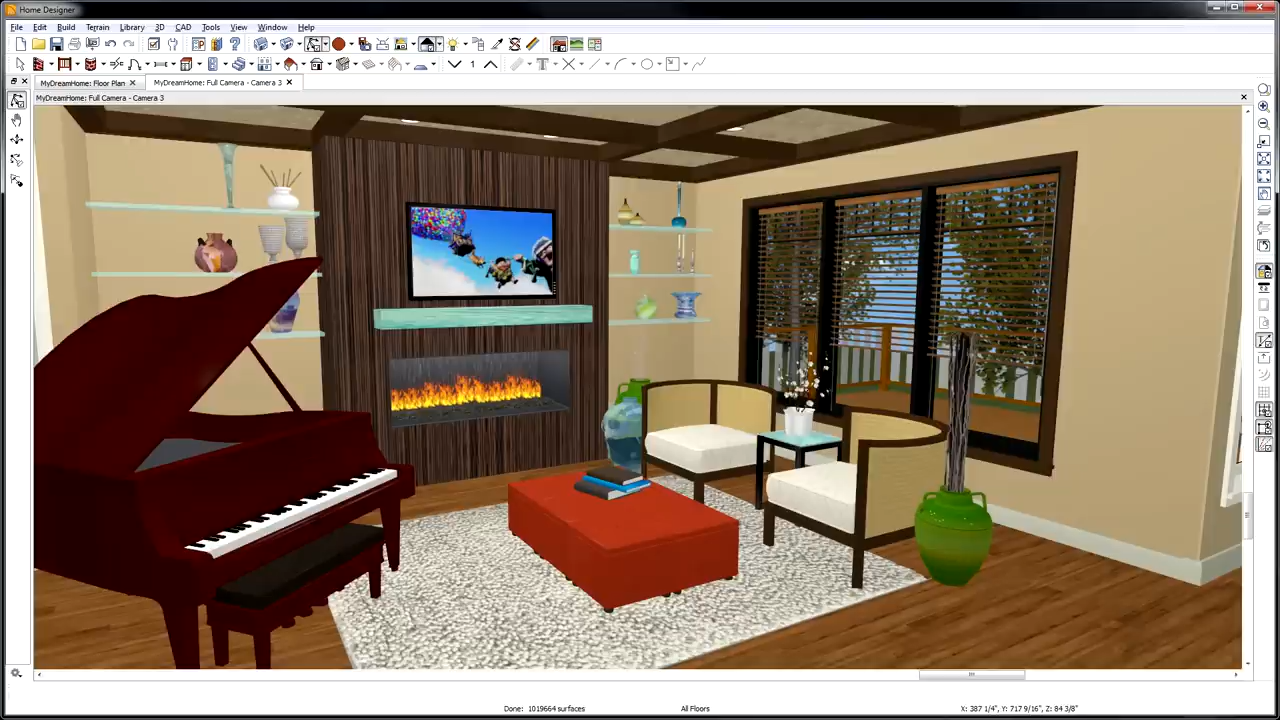 Home Designer
File Edit Build Terrain Library 3D CAD Tools View Window Help
1
MyDreamHome: Floor Plan MyDreamHome: Full Camera - Camera 3
MyDreamHome: Full Camera - Camera 3
Done: 1019664 surfaces All Floors X: 387 1/4", Y: 717 9/16", Z: 84 3/8"